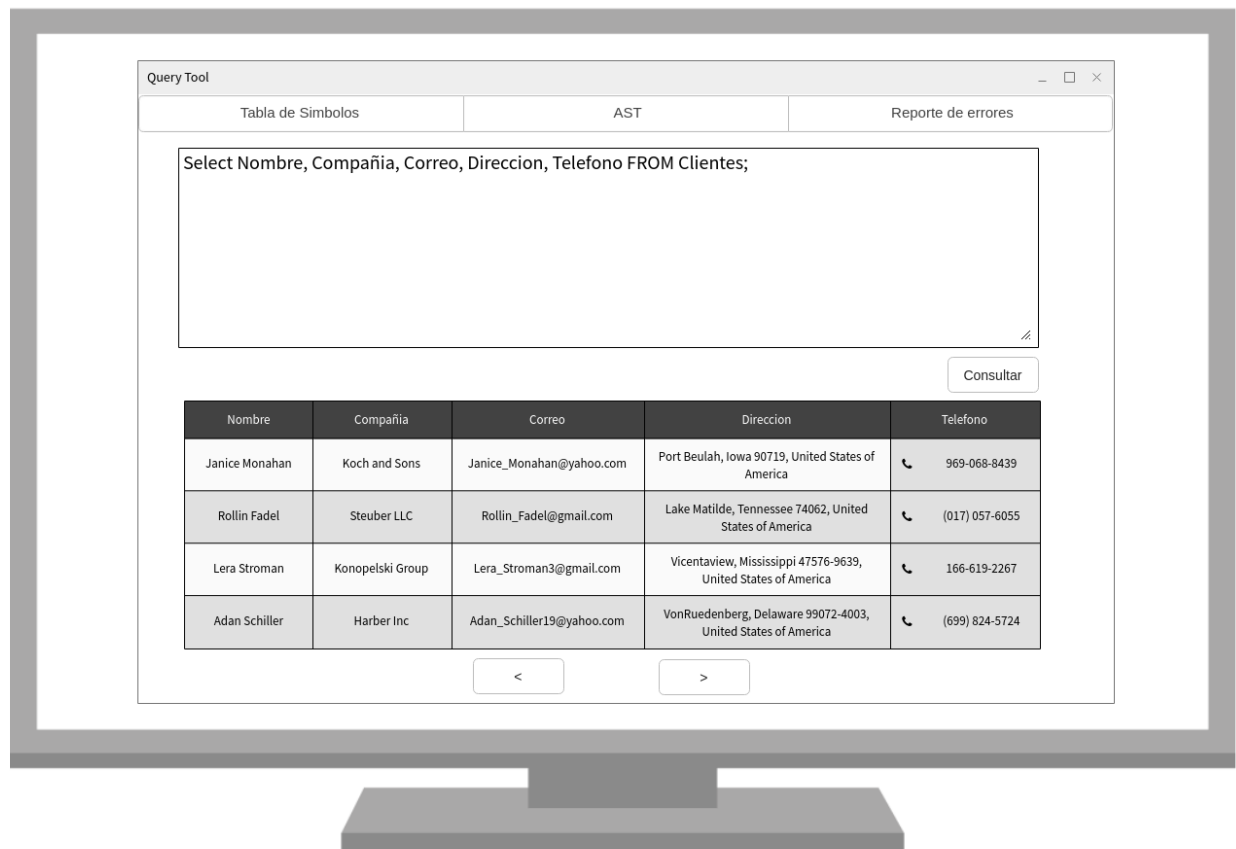 Query Tool
Tabla de Simbolos AST Reporte de errores
Select Nombre, Compañia, Correo, Direccion, Telefono FROM Clientes;
Consultar
Nombre Compañia Correo Direccion Telefono
Janice Monahan Koch and Sons Janice_Monahan@yahoo.com Port Beulah, Iowa 90719, United States of America 969-068-8439
Rollin Fadel Steuber LLC Rollin_Fadel@gmail.com Lake Matilde, Tennessee 74062, United States of America (017) 057-6055
Lera Stroman Konopelski Group Lera_Stroman3@gmail.com Vicentaview, Mississippi 47576-9639, United States of America 166-619-2267
Adan Schiller Harber Inc Adan_Schiller19@yahoo.com VonRuedenberg, Delaware 99072-4003, United States of America (699) 824-5724
< >